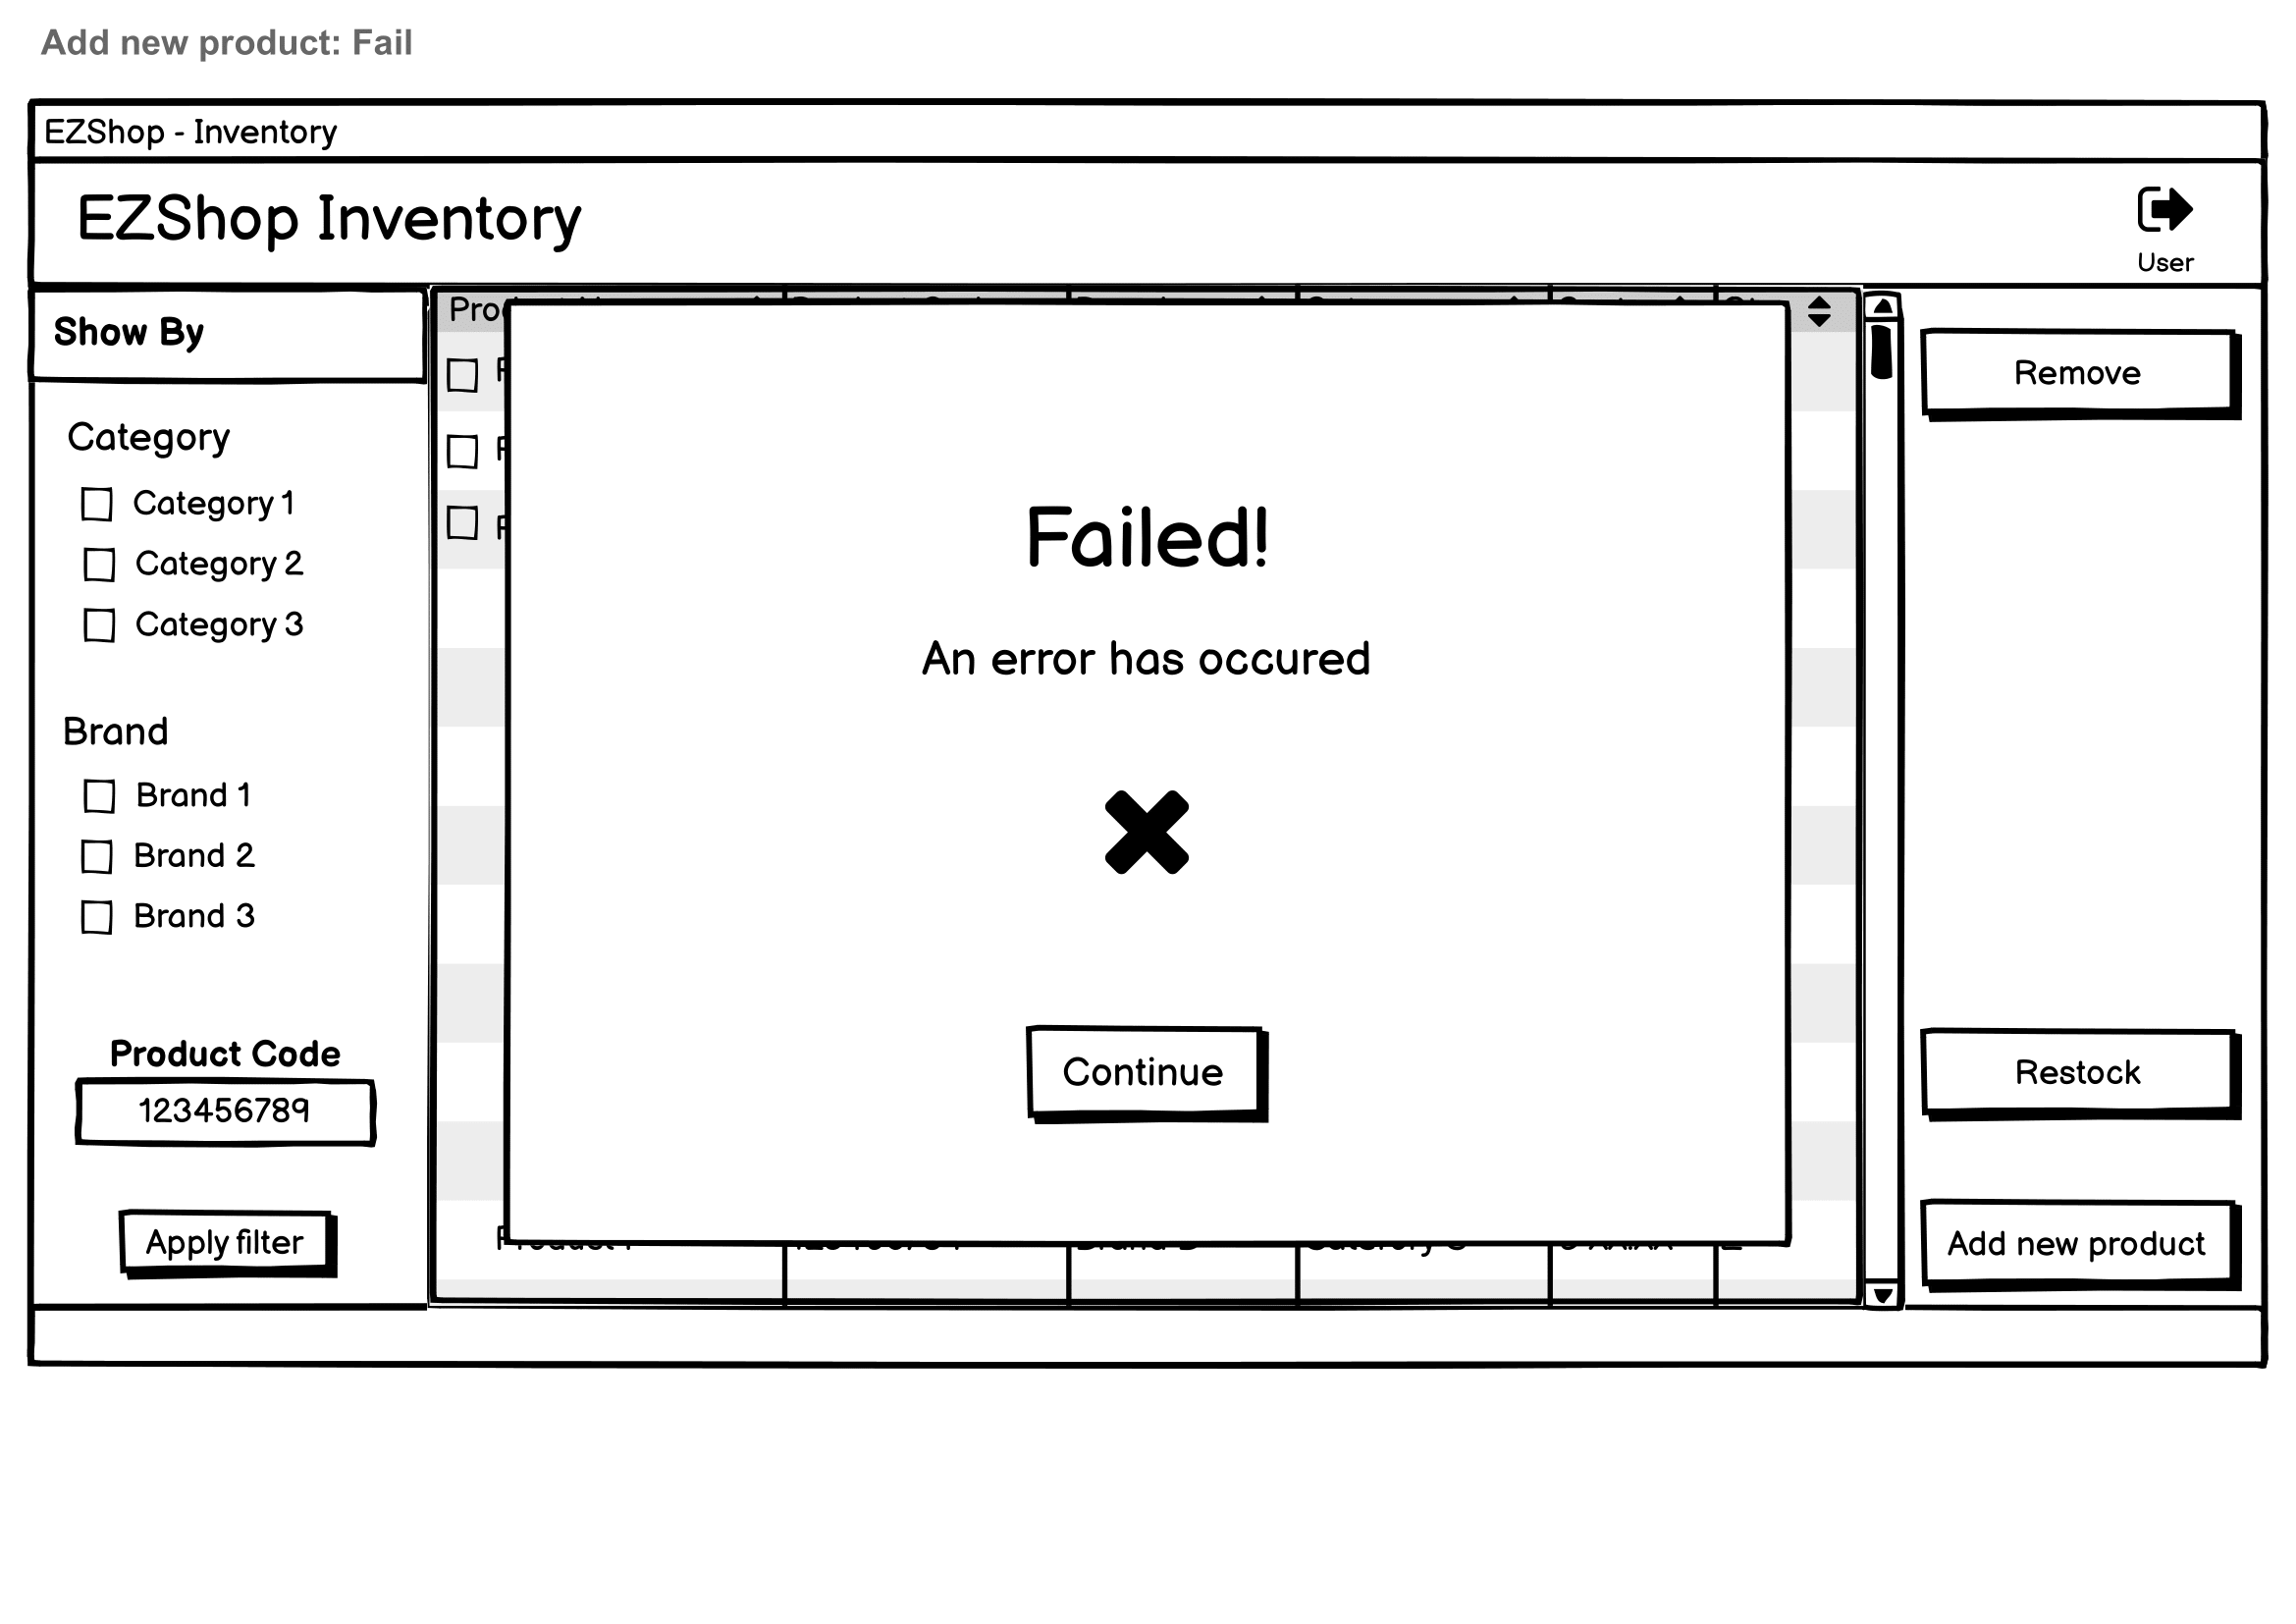 Add new product: Fail
EZShop - Inventory
EZShop Inventory
User
Show By
Category
Category 1
Category 2
Category 3
Brand
Brand 1
Brand 2
Brand 3
Product Code
123456789
Apply filter
Failed!
An error has occured
Continue
Remove
Restock
Add new product